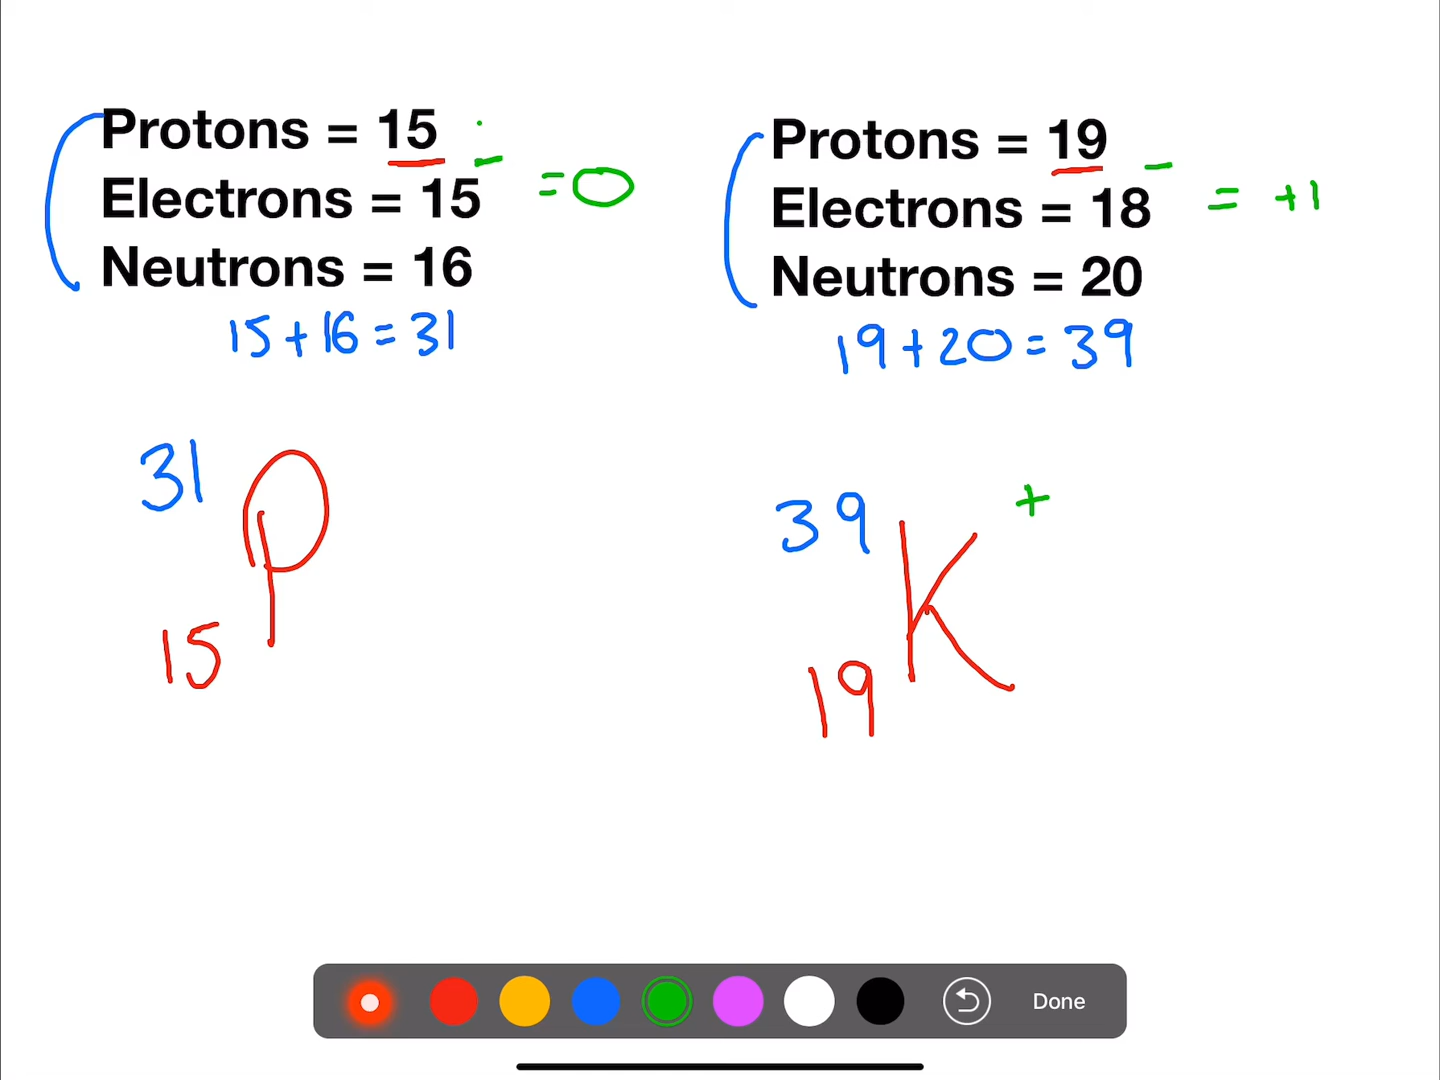 Protons = 15 -
Electrons = 15 = 0
Neutrons = 16
15 + 16 = 31
31
P
15
Protons = 19 -
Electrons = 18 = +1
Neutrons = 20
19 + 20 = 39
39 +
K
19
Done